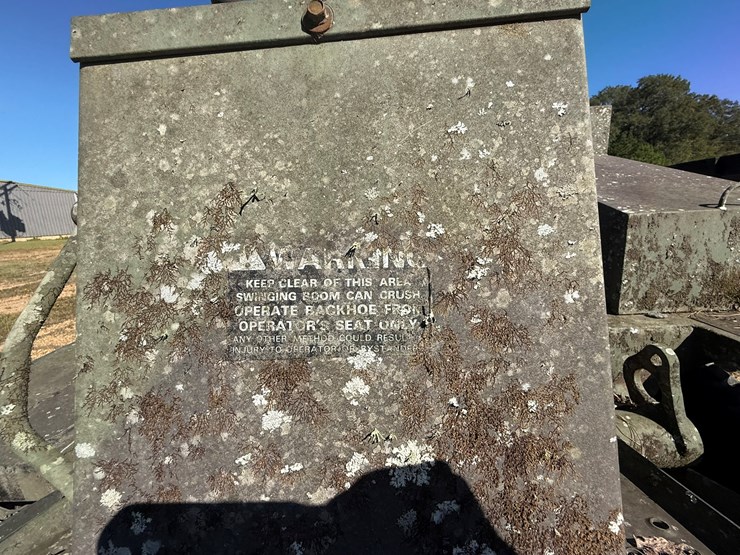 WARNING
KEEP CLEAR OF THIS AREA
SWINGING BOOM CAN CRUSH
OPERATE BACKHOE FROM
OPERATOR'S SEAT ONLY
ANY OTHER METHOD COULD RESULT
INJURY TO OPERATOR OR BYSTANDER